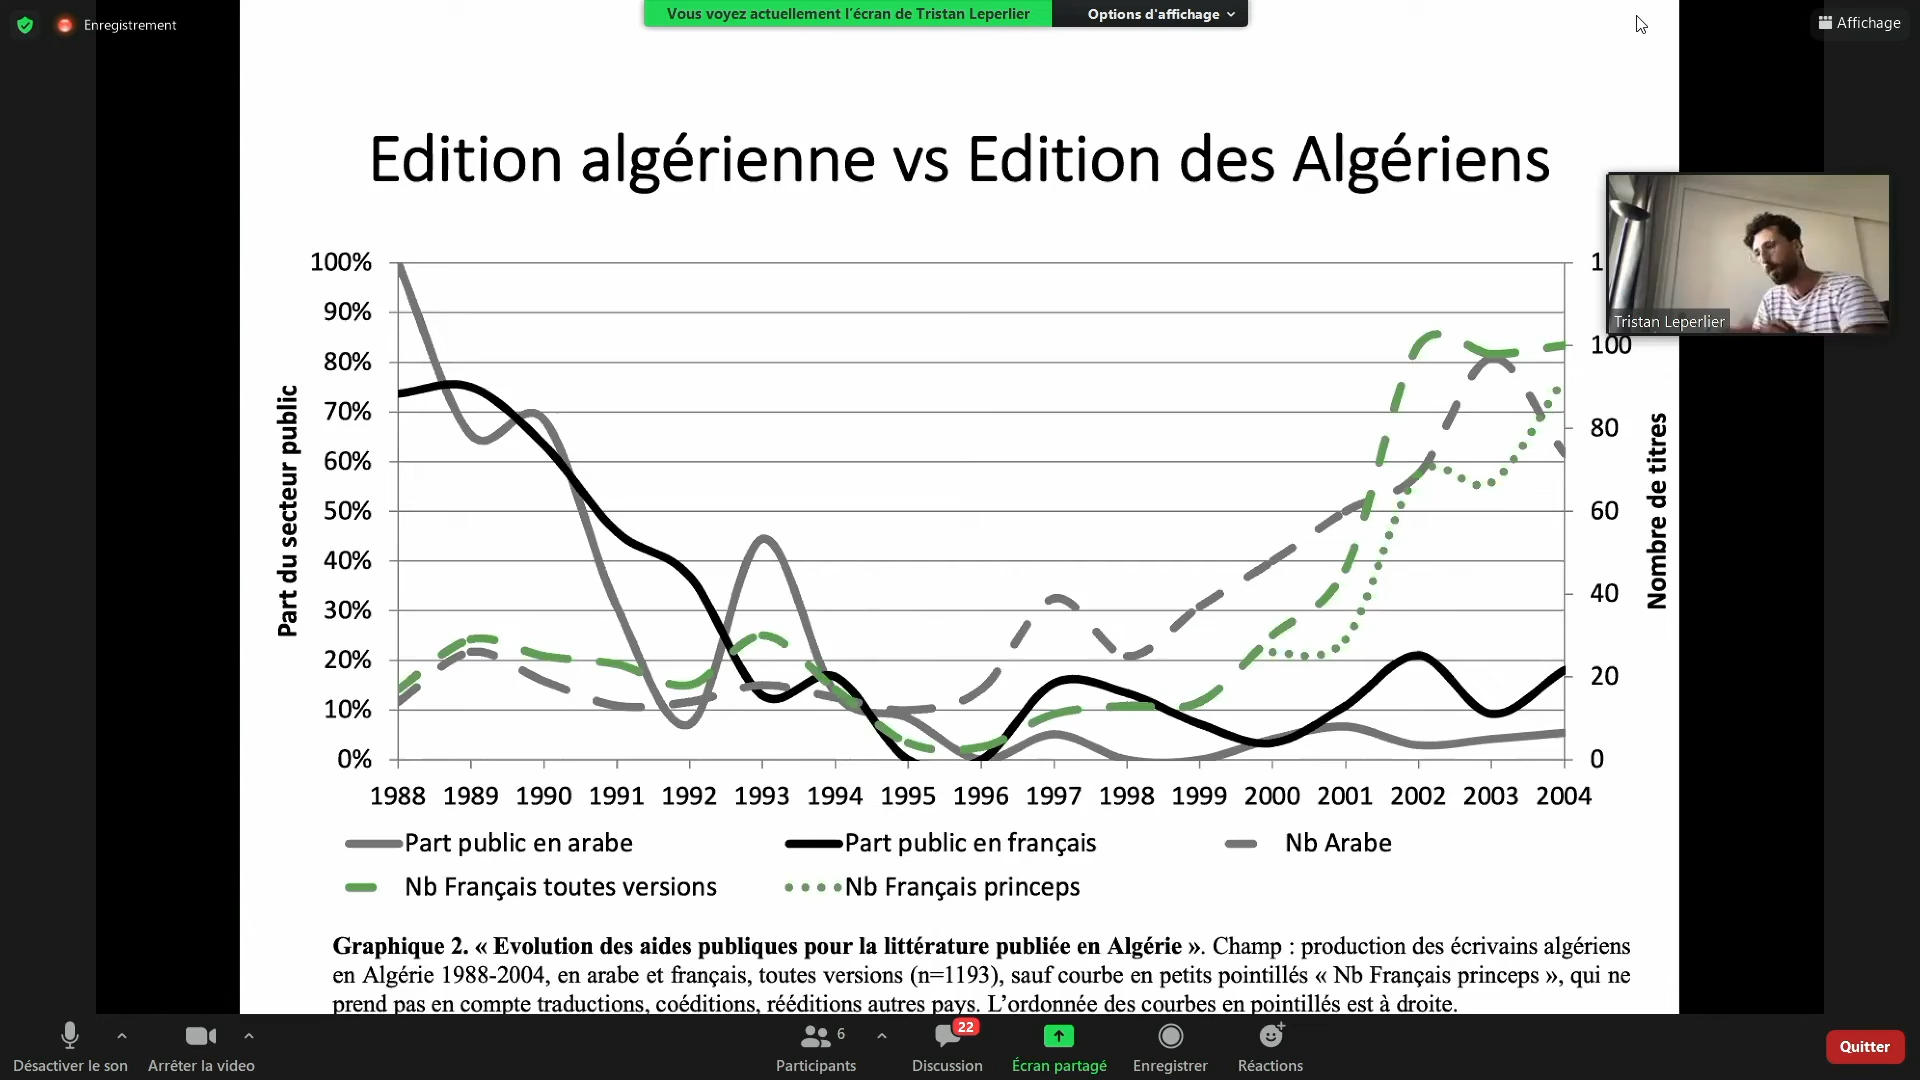 Enregistrement
Vous voyez actuellement l'écran de Tristan Leperlier
Options d'affichage
Affichage
Edition algérienne vs Edition des Algériens
Tristan Leperlier
100%
90%
80%
70%
60%
50%
40%
30%
20%
10%
0%
Part du secteur public
100
80
60
40
20
0
Nombre de titres
1988 1989 1990 1991 1992 1993 1994 1995 1996 1997 1998 1999 2000 2001 2002 2003 2004
Part public en arabe
Part public en français
Nb Arabe
Nb Français toutes versions
Nb Français princeps
Graphique 2. « Evolution des aides publiques pour la littérature publiée en Algérie ». Champ : production des écrivains algériens
en Algérie 1988-2004, en arabe et français, toutes versions (n=1193), sauf courbe en petits pointillés « Nb Français princeps », qui ne
prend pas en compte traductions, coéditions, rééditions autres pays. L'ordonnée des courbes en pointillés est à droite.
Désactiver le son
Arrêter la video
6
Participants
22
Discussion
Écran partagé
Enregistrer
Réactions
Quitter